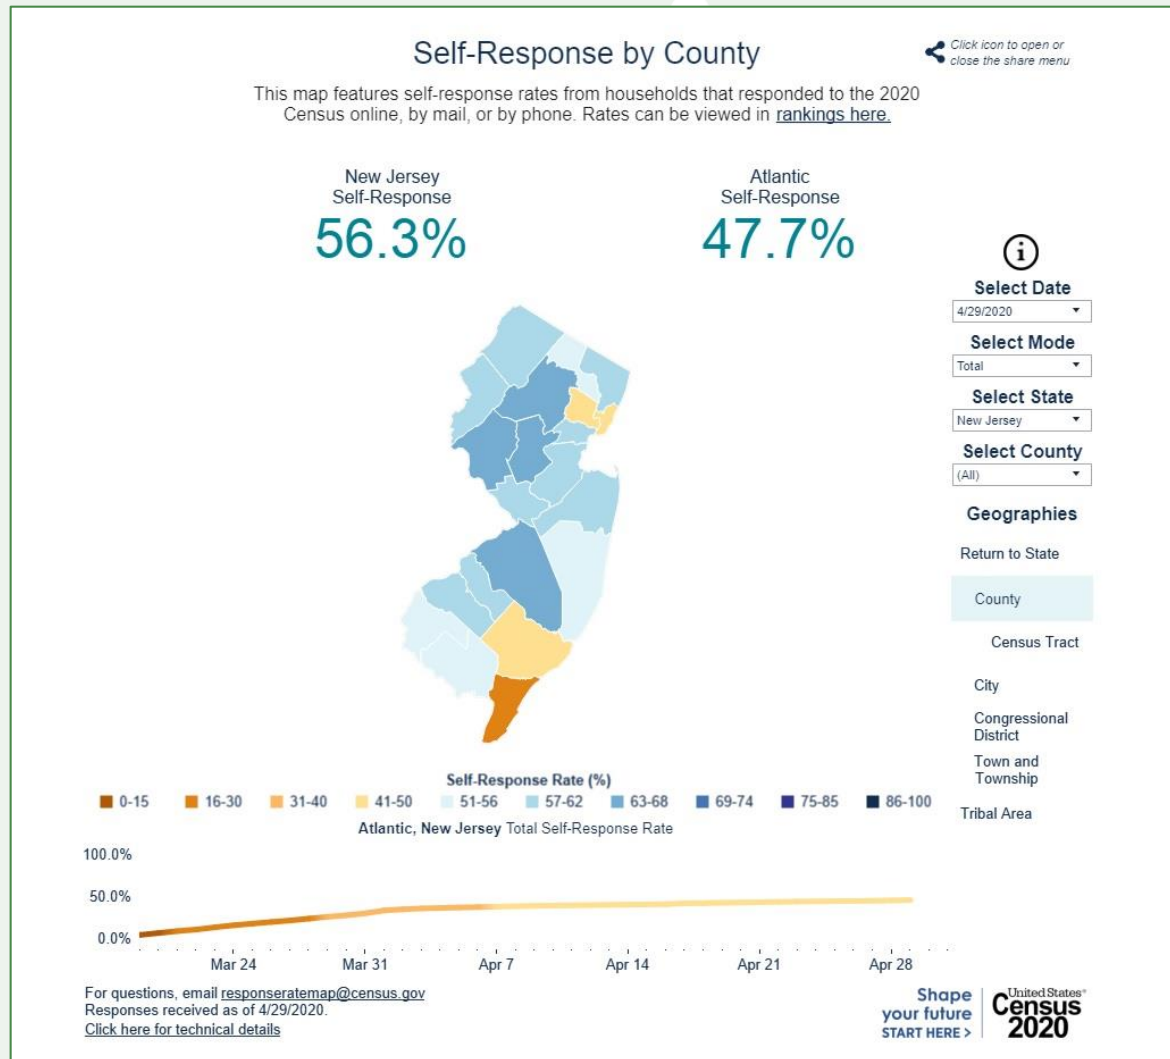 Self-Response by County
Click icon to open or
close the share menu
This map features self-response rates from households that responded to the 2020
Census online, by mail, or by phone. Rates can be viewed in rankings here.
New Jersey
Self-Response
56.3%
Atlantic
Self-Response
47.7%
i
Select Date
4/29/2020
Select Mode
Total
Select State
New Jersey
Select County
(All)
Geographies
Return to State
County
Census Tract
City
Congressional
District
Town and
Township
Tribal Area
Self-Response Rate (%)
0-15 16-30 31-40 41-50 51-56 57-62 63-68 69-74 75-85 86-100
Atlantic, New Jersey Total Self-Response Rate
100.0%
50.0%
0.0%
Mar 24 Mar 31 Apr 7 Apr 14 Apr 21 Apr 28
For questions, email responseratemap@census.gov
Responses received as of 4/29/2020.
Click here for technical details
Shape
your future
START HERE >
United States®
Census
2020